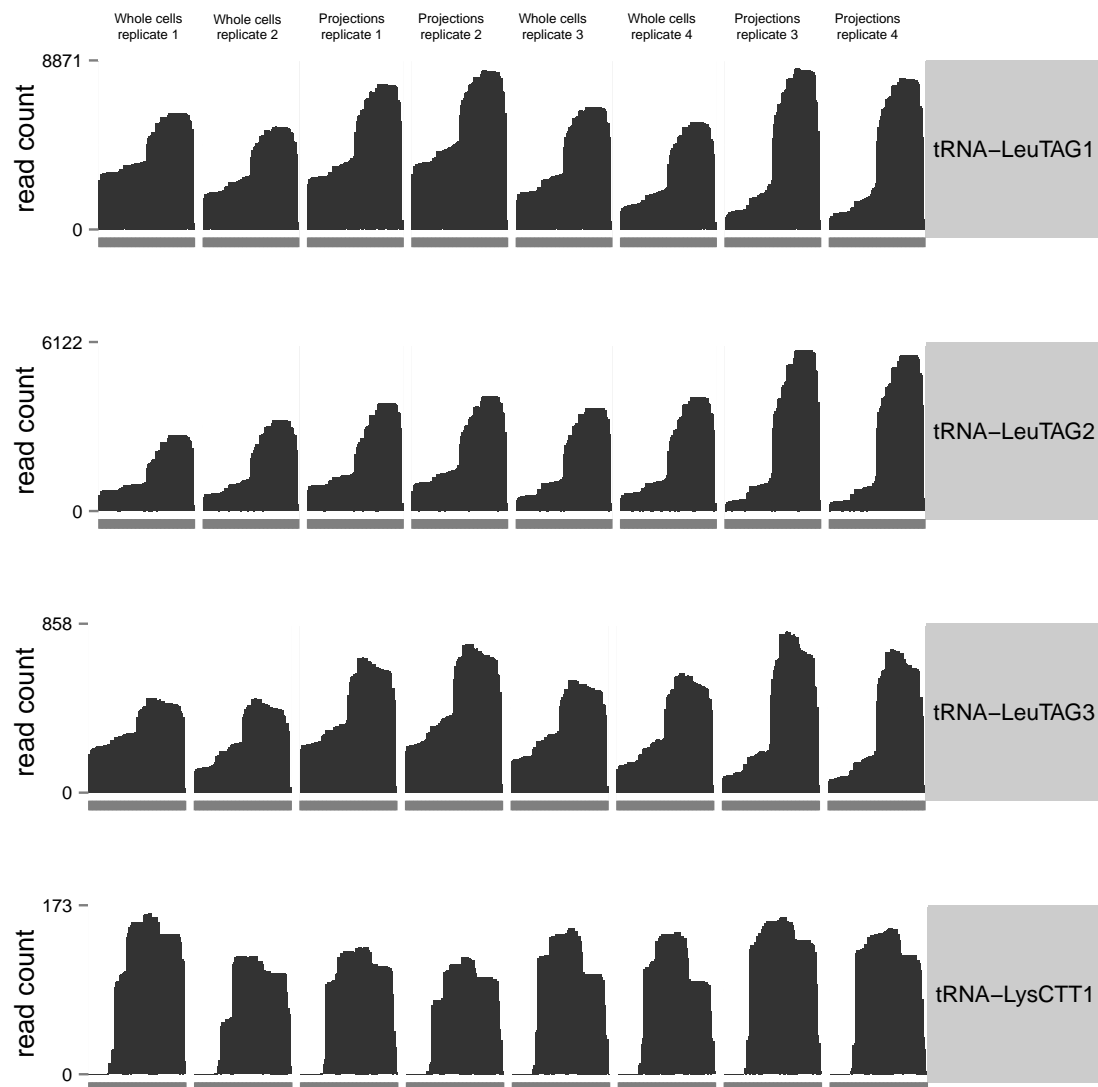 Whole cells replicate 1
Whole cells replicate 2
Projections replicate 1
Projections replicate 2
Whole cells replicate 3
Whole cells replicate 4
Projections replicate 3
Projections replicate 4
8871
read count
0
tRNA−LeuTAG1
6122
read count
0
tRNA−LeuTAG2
858
read count
0
tRNA−LeuTAG3
173
read count
0
tRNA−LysCTT1